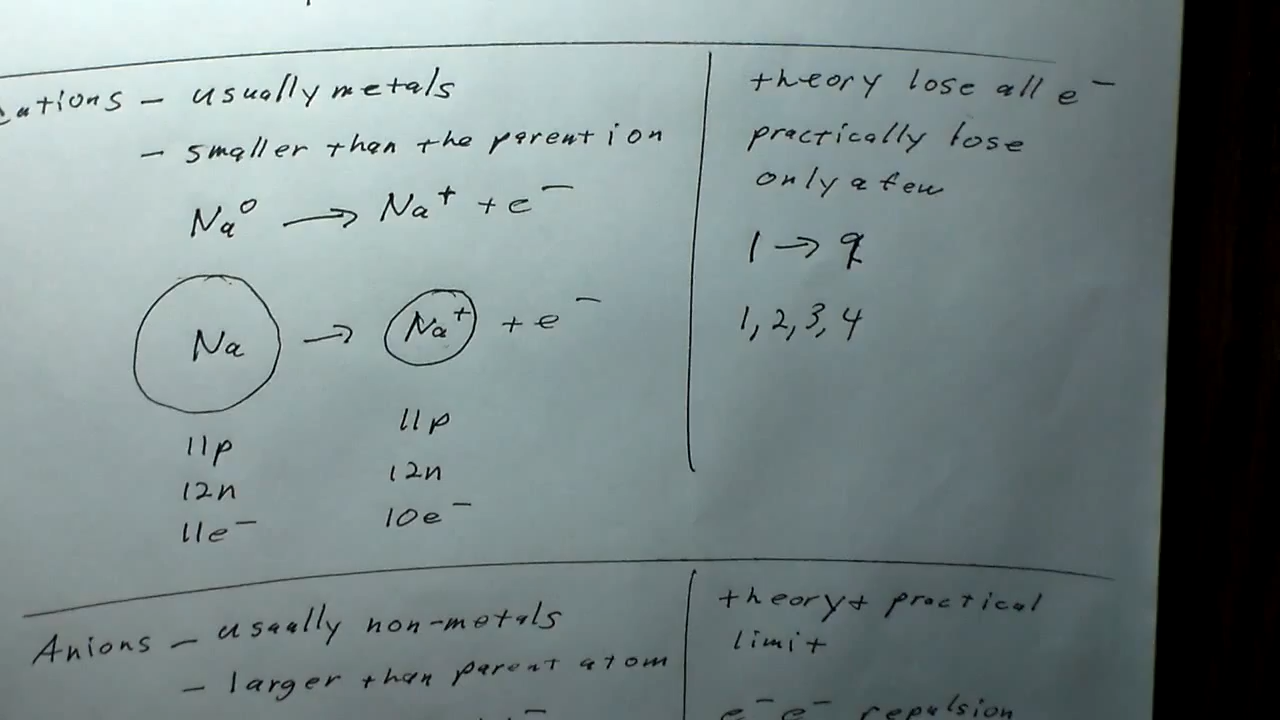 Cations — usually metals
— smaller than the parent ion
Na⁰ → Na⁺ + e⁻
Na → Na⁺ + e⁻
11p 11p
12n 12n
11e⁻ 10e⁻
theory lose all e⁻
practically lose
only a few
1 →
1, 2, 3, 4
Anions — usually non-metals
— larger than parent atom
theory + practical
limit
e⁻ e⁻ repulsion